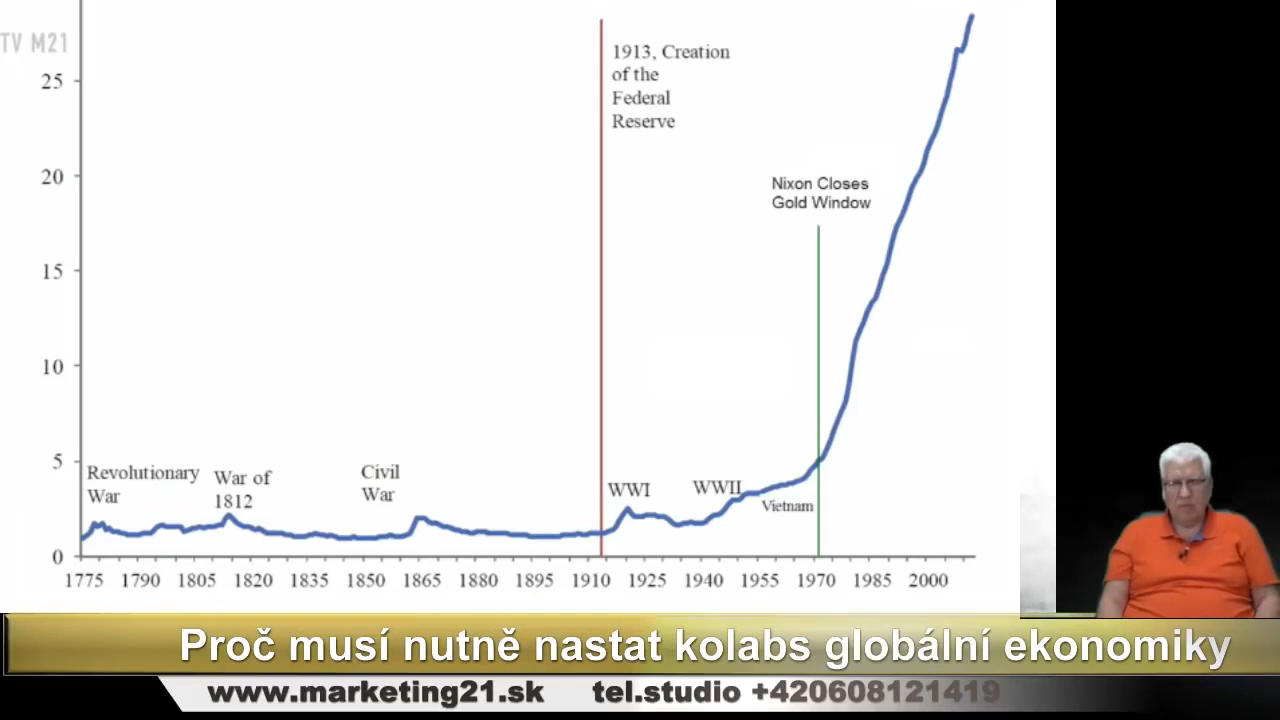 TV M21
25
20
15
10
5
0
1913, Creation
of the
Federal
Reserve
Nixon Closes
Gold Window
Revolutionary
War
War of
1812
Civil
War
WWI
WWII
Vietnam
1775 1790 1805 1820 1835 1850 1865 1880 1895 1910 1925 1940 1955 1970 1985 2000
Proč musí nutně nastat kolabs globální ekonomiky
www.marketing21.sk tel.studio +420608121419